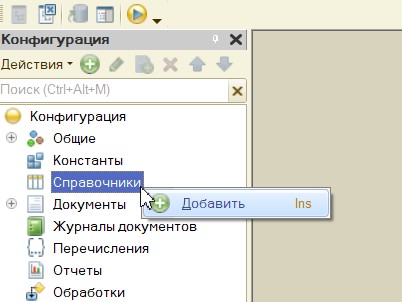 Конфигурация
Действия
Поиск (Ctrl+Alt+M)
Конфигурация
Общие
Константы
Справочники
Добавить Ins
Документы
Журналы документов
Перечисления
Отчеты
Обработки